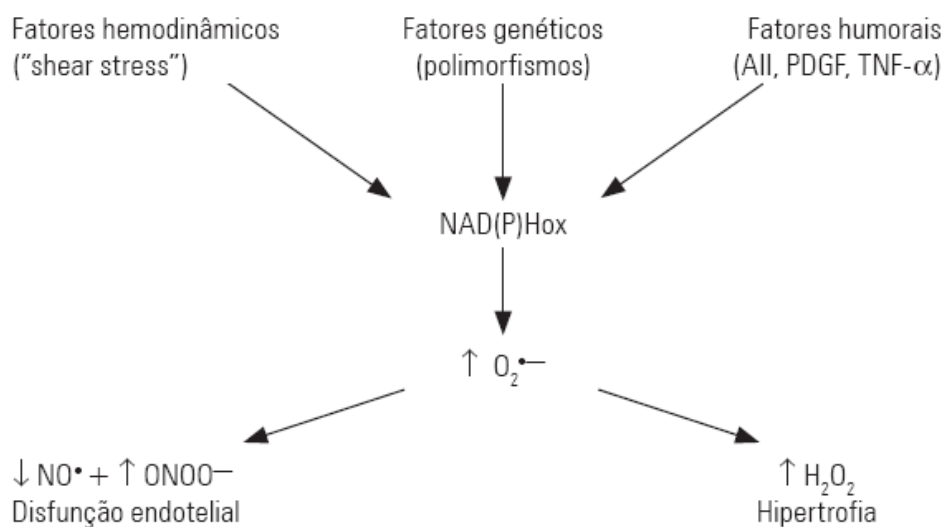 Fatores hemodinâmicos
("shear stress")
Fatores genéticos
(polimorfismos)
Fatores humorais
(AII, PDGF, TNF-α)
NAD(P)Hox
↑ O₂•—
↓ NO• + ↑ ONOO—
Disfunção endotelial
↑ H₂O₂
Hipertrofia